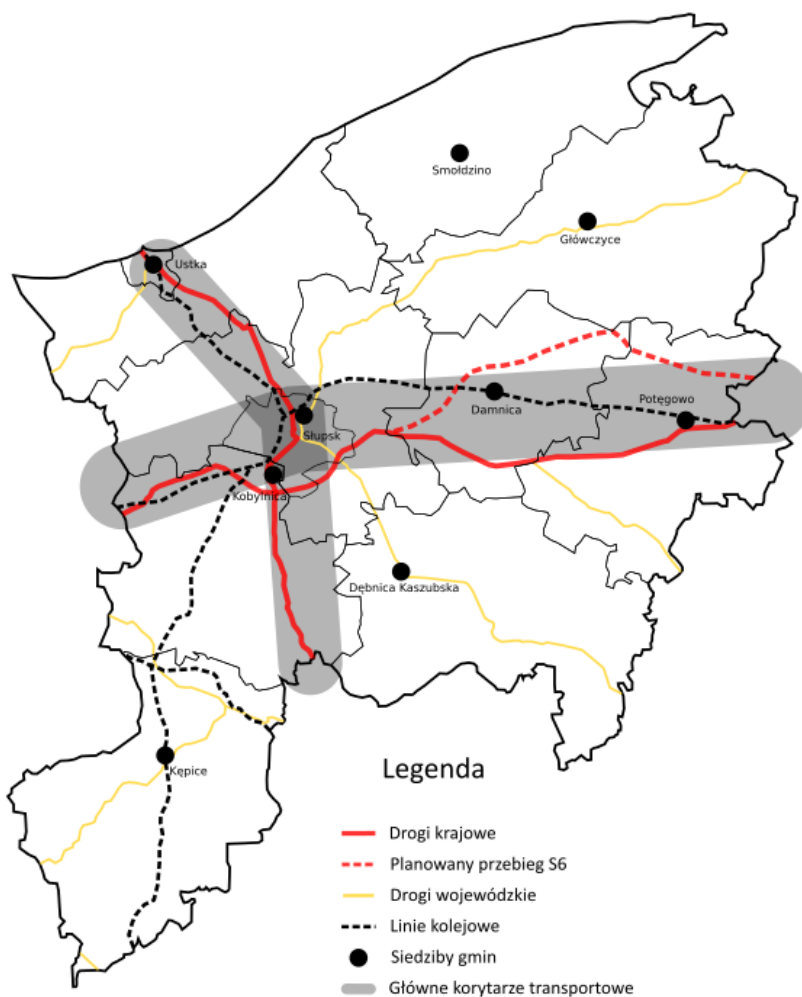 Smołdzino
Główczyce
Ustka
Damnica
Potęgowo
Słupsk
Kobylnica
Dębnica Kaszubska
Kępice
Legenda
Drogi krajowe
Planowany przebieg S6
Drogi wojewódzkie
Linie kolejowe
Siedziby gmin
Główne korytarze transportowe